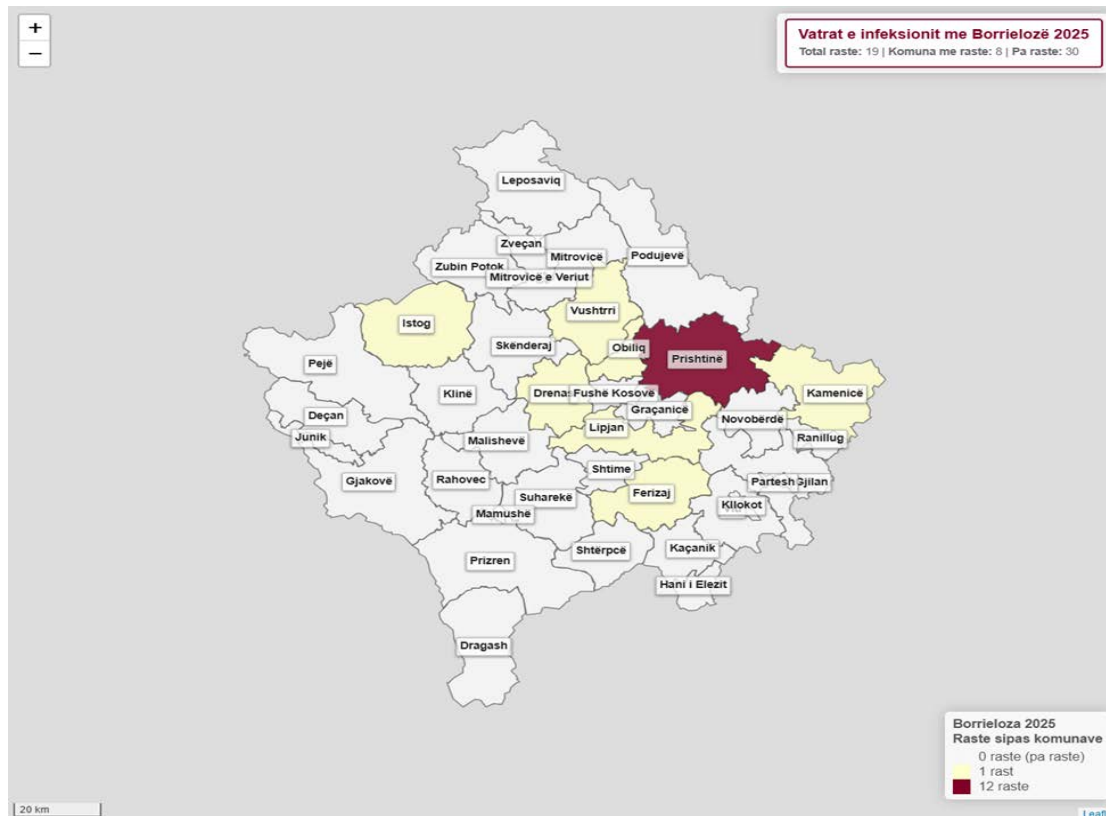 +
−
Vatrat e infeksionit me Borrielozë 2025
Total raste: 19 | Komuna me raste: 8 | Pa raste: 30
Leposaviq
Zveçan
Mitrovicë
Podujevë
Zubin Potok
Mitrovicë e Veriut
Vushtrri
Istog
Skënderaj
Obiliq
Prishtinë
Pejë
Klinë
Fushë Kosovë
Kamenicë
Graçanicë
Deçan
Novobërdë
Lipjan
Junik
Malishevë
Ranillug
Shtime
Gjakovë
Rahovec
Partesh
Gjilan
Ferizaj
Suharekë
Kllokot
Mamushë
Shtërpcë
Kaçanik
Prizren
Hani i Elezit
Dragash
Borrieloza 2025
Raste sipas komunave
0 raste (pa raste)
1 rast
12 raste
20 km